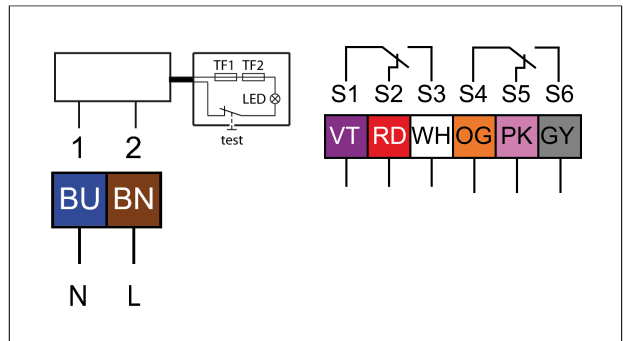 TF1 TF2
LED
test
1 2
BU BN
N L
S1 S2 S3 S4 S5 S6
VT RD WH OG PK GY